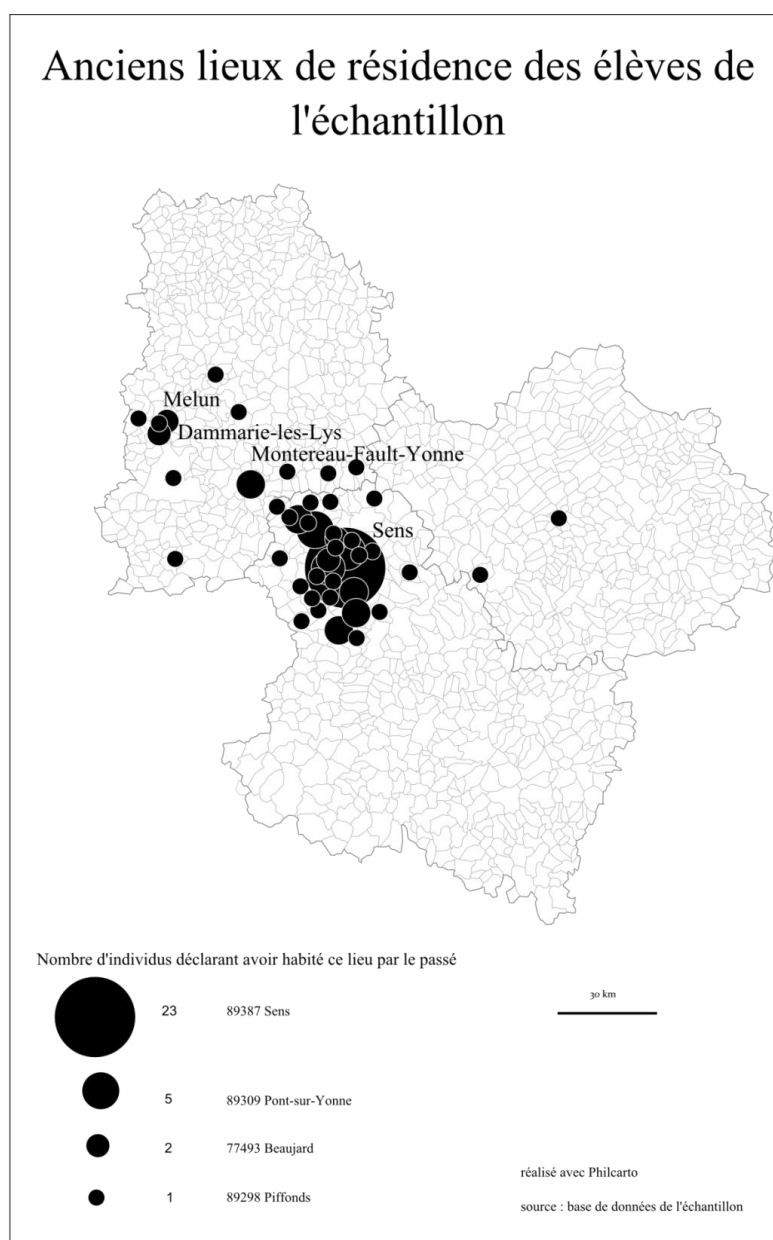 Anciens lieux de résidence des élèves de
l'échantillon
Melun
Dammarie-les-Lys
Montereau-Fault-Yonne
Sens
Nombre d'individus déclarant avoir habité ce lieu par le passé
23 89387 Sens
30 km
5 89309 Pont-sur-Yonne
2 77493 Beaujard
1 89298 Piffonds
réalisé avec Philcarto
source : base de données de l'échantillon